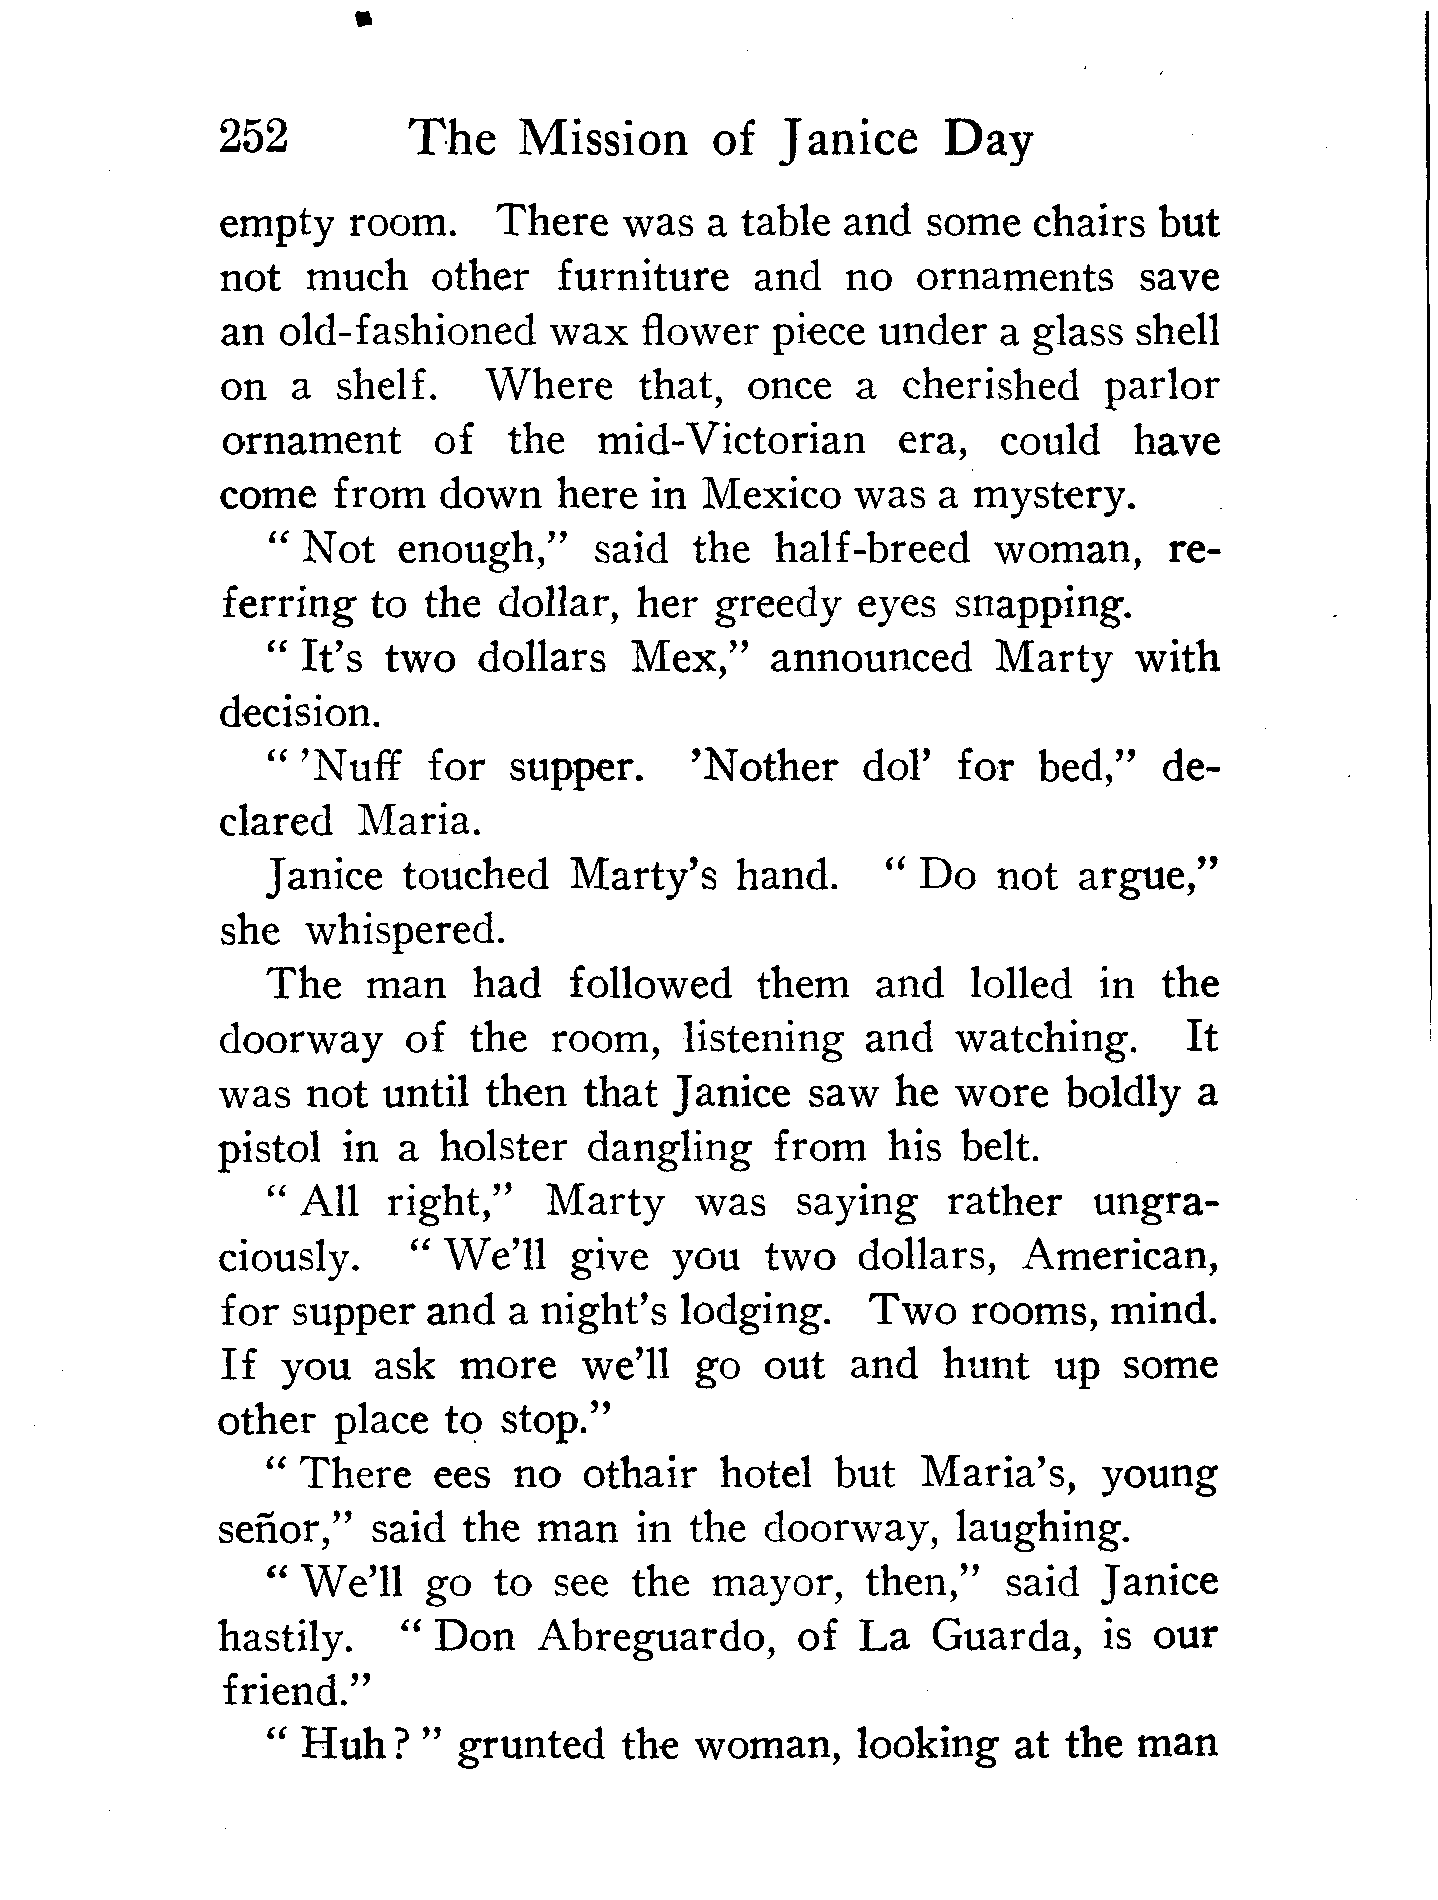 252 The Mission of Janice Day
empty room. There was a table and some chairs but
not much other furniture and no ornaments save
an old-fashioned wax flower piece under a glass shell
on a shelf. Where that, once a cherished parlor
ornament of the mid-Victorian era, could have
come from down here in Mexico was a mystery.
" Not enough," said the half-breed woman, re-
ferring to the dollar, her greedy eyes snapping.
" It's two dollars Mex," announced Marty with
decision.
" 'Nuff for supper. 'Nother dol' for bed," de-
clared Maria.
Janice touched Marty's hand. " Do not argue,"
she whispered.
The man had followed them and lolled in the
doorway of the room, listening and watching. It
was not until then that Janice saw he wore boldly a
pistol in a holster dangling from his belt.
" All right," Marty was saying rather ungra-
ciously. " We'll give you two dollars, American,
for supper and a night's lodging. Two rooms, mind.
If you ask more we'll go out and hunt up some
other place to stop."
" There ees no othair hotel but Maria's, young
señor," said the man in the doorway, laughing.
" We'll go to see the mayor, then," said Janice
hastily. " Don Abreguardo, of La Guarda, is our
friend."
" Huh? " grunted the woman, looking at the man